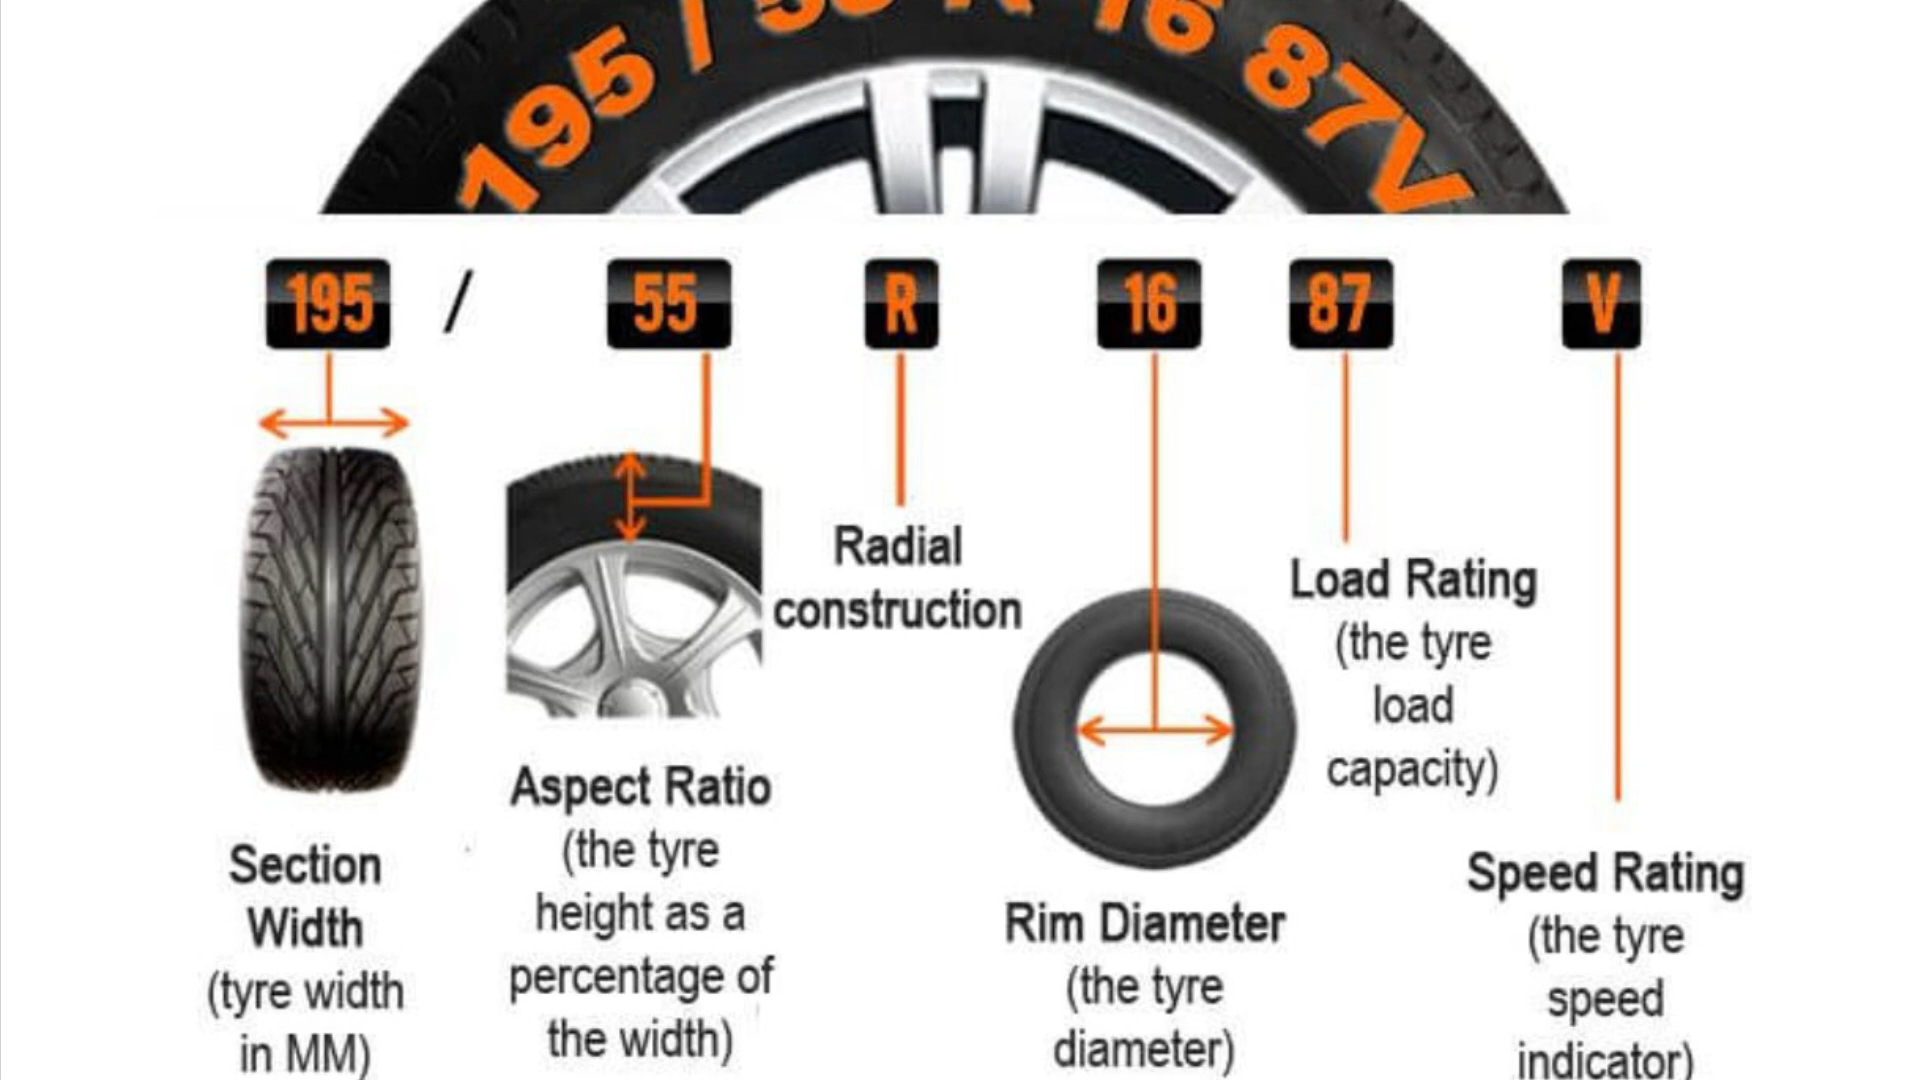 195 / 55 R 16 87V
195 / 55 R 16 87 V
Radial
construction
Load Rating
(the tyre
load
capacity)
Aspect Ratio
(the tyre
height as a
percentage of
the width)
Section
Width
(tyre width
in MM)
Rim Diameter
(the tyre
diameter)
Speed Rating
(the tyre
speed
indicator)